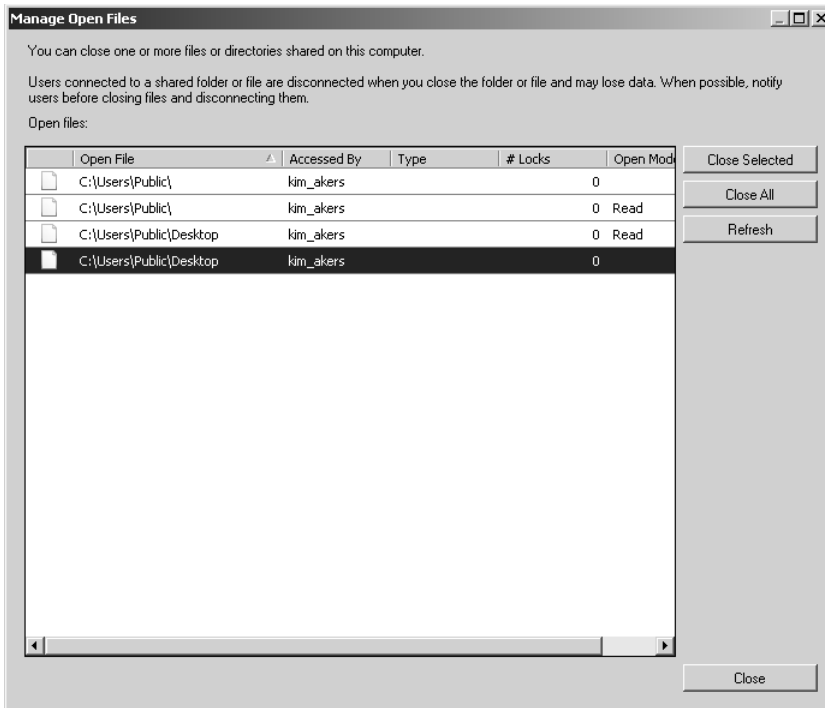 Manage Open Files
You can close one or more files or directories shared on this computer.
Users connected to a shared folder or file are disconnected when you close the folder or file and may lose data. When possible, notify
users before closing files and disconnecting them.
Open files:
Open File Accessed By Type # Locks Open Mod
C:\Users\Public\ kim_akers 0
C:\Users\Public\ kim_akers 0 Read
C:\Users\Public\Desktop kim_akers 0 Read
C:\Users\Public\Desktop kim_akers 0
Close Selected
Close All
Refresh
Close